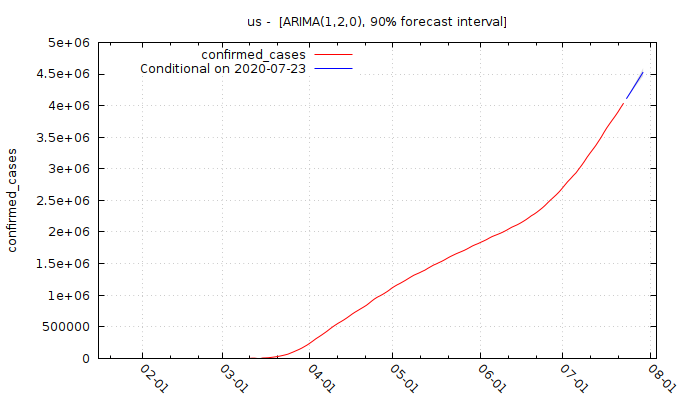 us -  [ARIMA(1,2,0), 90% forecast interval]
confirmed_cases
Conditional on 2020-07-23
5e+06
4.5e+06
4e+06
3.5e+06
3e+06
2.5e+06
2e+06
1.5e+06
1e+06
500000
0
confirmed_cases
02-01
03-01
04-01
05-01
06-01
07-01
08-01